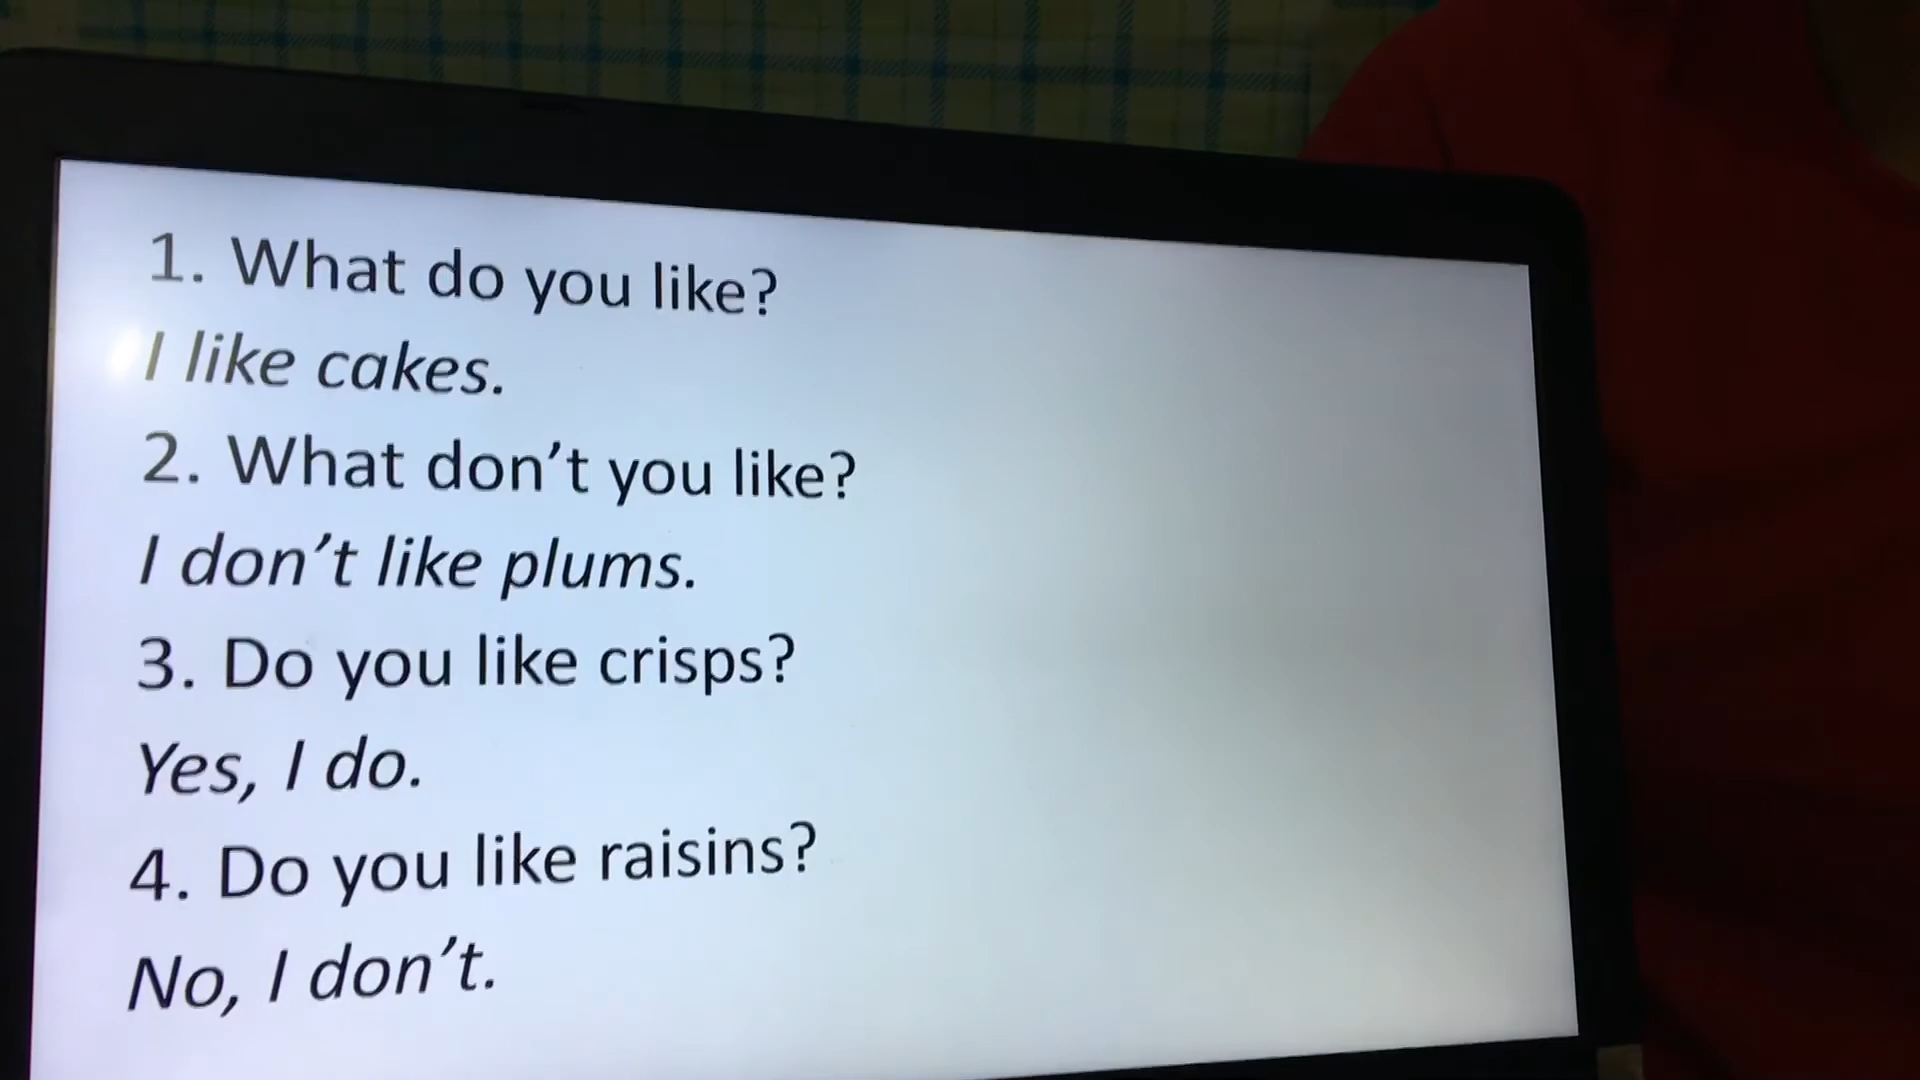 1. What do you like?
I like cakes.
2. What don’t you like?
I don’t like plums.
3. Do you like crisps?
Yes, I do.
4. Do you like raisins?
No, I don’t.